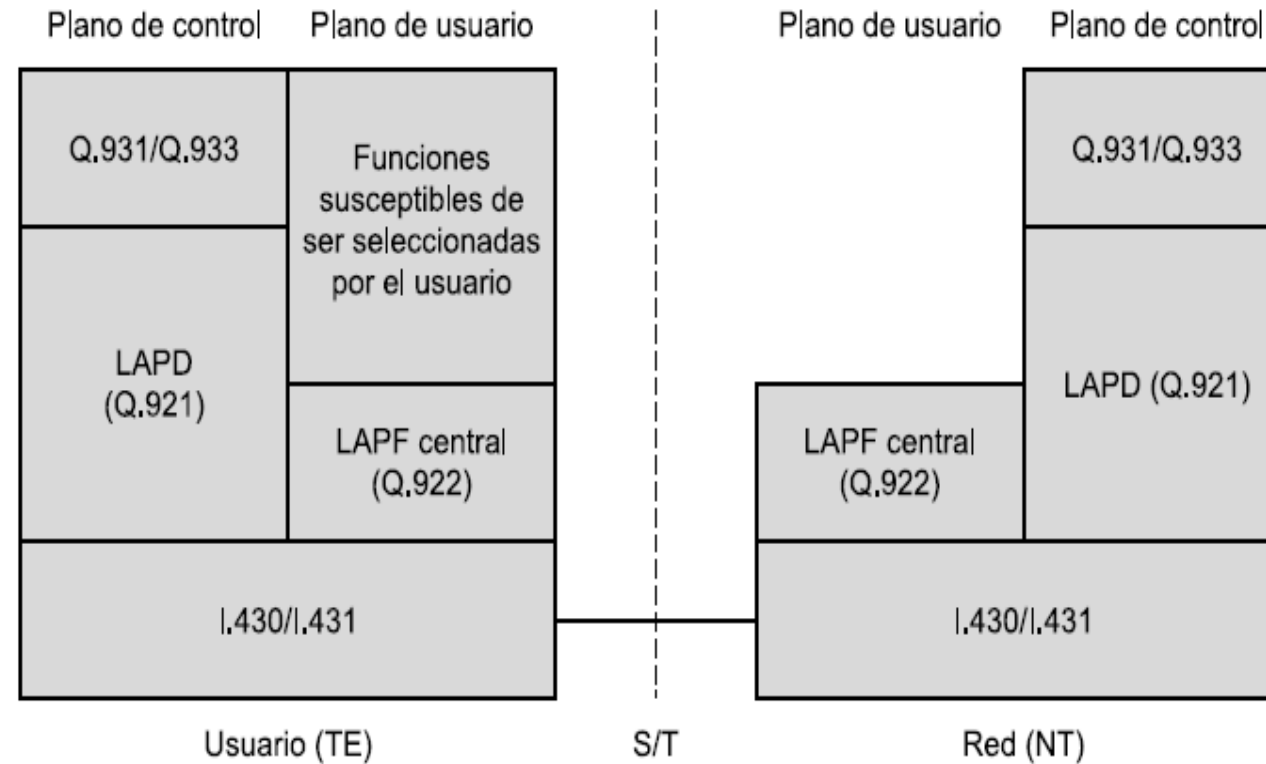 Plano de control
Plano de usuario
Plano de usuario
Plano de control
Q.931/Q.933
Funciones
susceptibles de
ser seleccionadas
por el usuario
LAPD
(Q.921)
LAPF central
(Q.922)
I.430/I.431
Q.931/Q.933
LAPD (Q.921)
LAPF central
(Q.922)
I.430/I.431
Usuario (TE)
S/T
Red (NT)